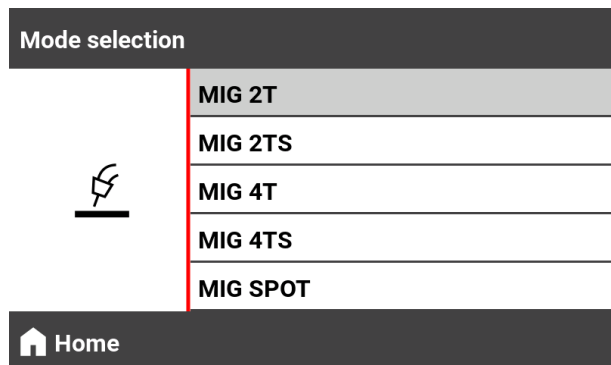 Mode selection
MIG 2T
MIG 2TS
MIG 4T
MIG 4TS
MIG SPOT
Home